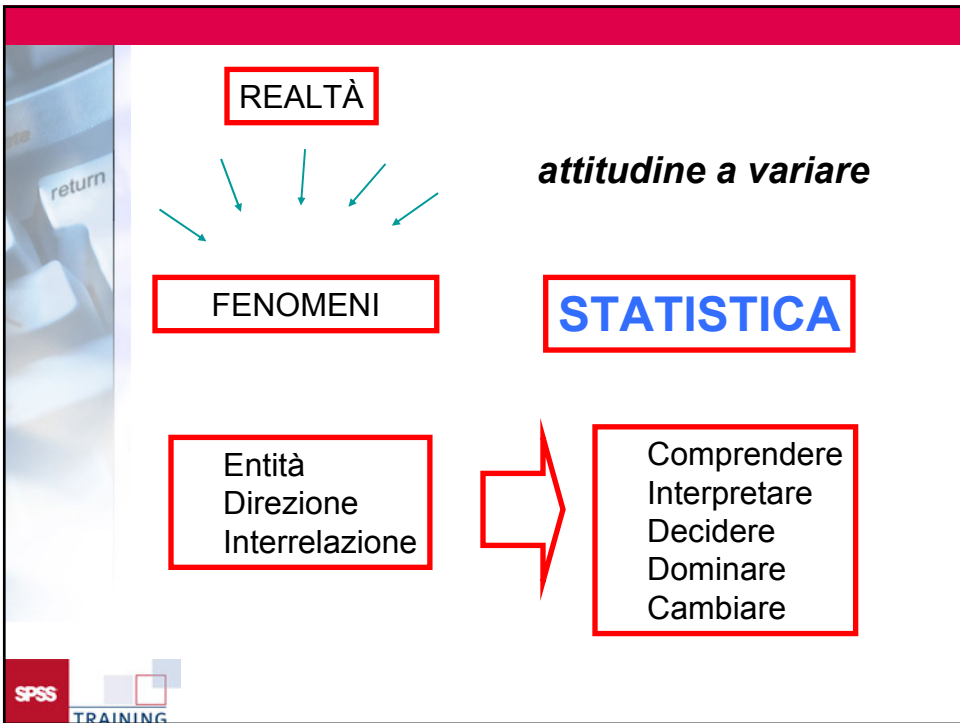 REALTÀ
attitudine a variare
return
FENOMENI
STATISTICA
Entità
Direzione
Interrelazione
Comprendere
Interpretare
Decidere
Dominare
Cambiare
SPSS
TRAINING